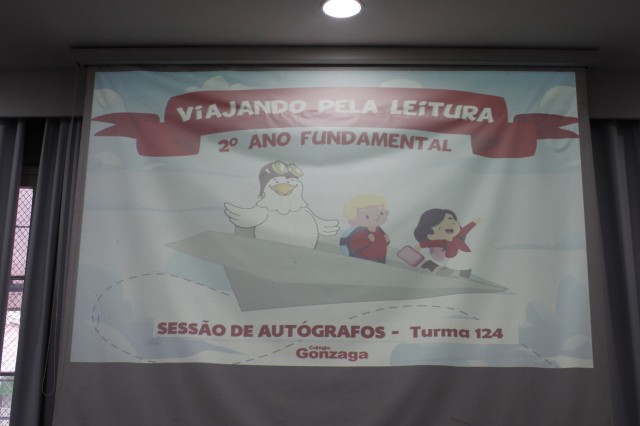 ViAJANDO PELA LEiTURA
2º ANO FUNDAMENTAL
SESSÃO DE AUTÓGRAFOS - Turma 124
Colégio
Gonzaga